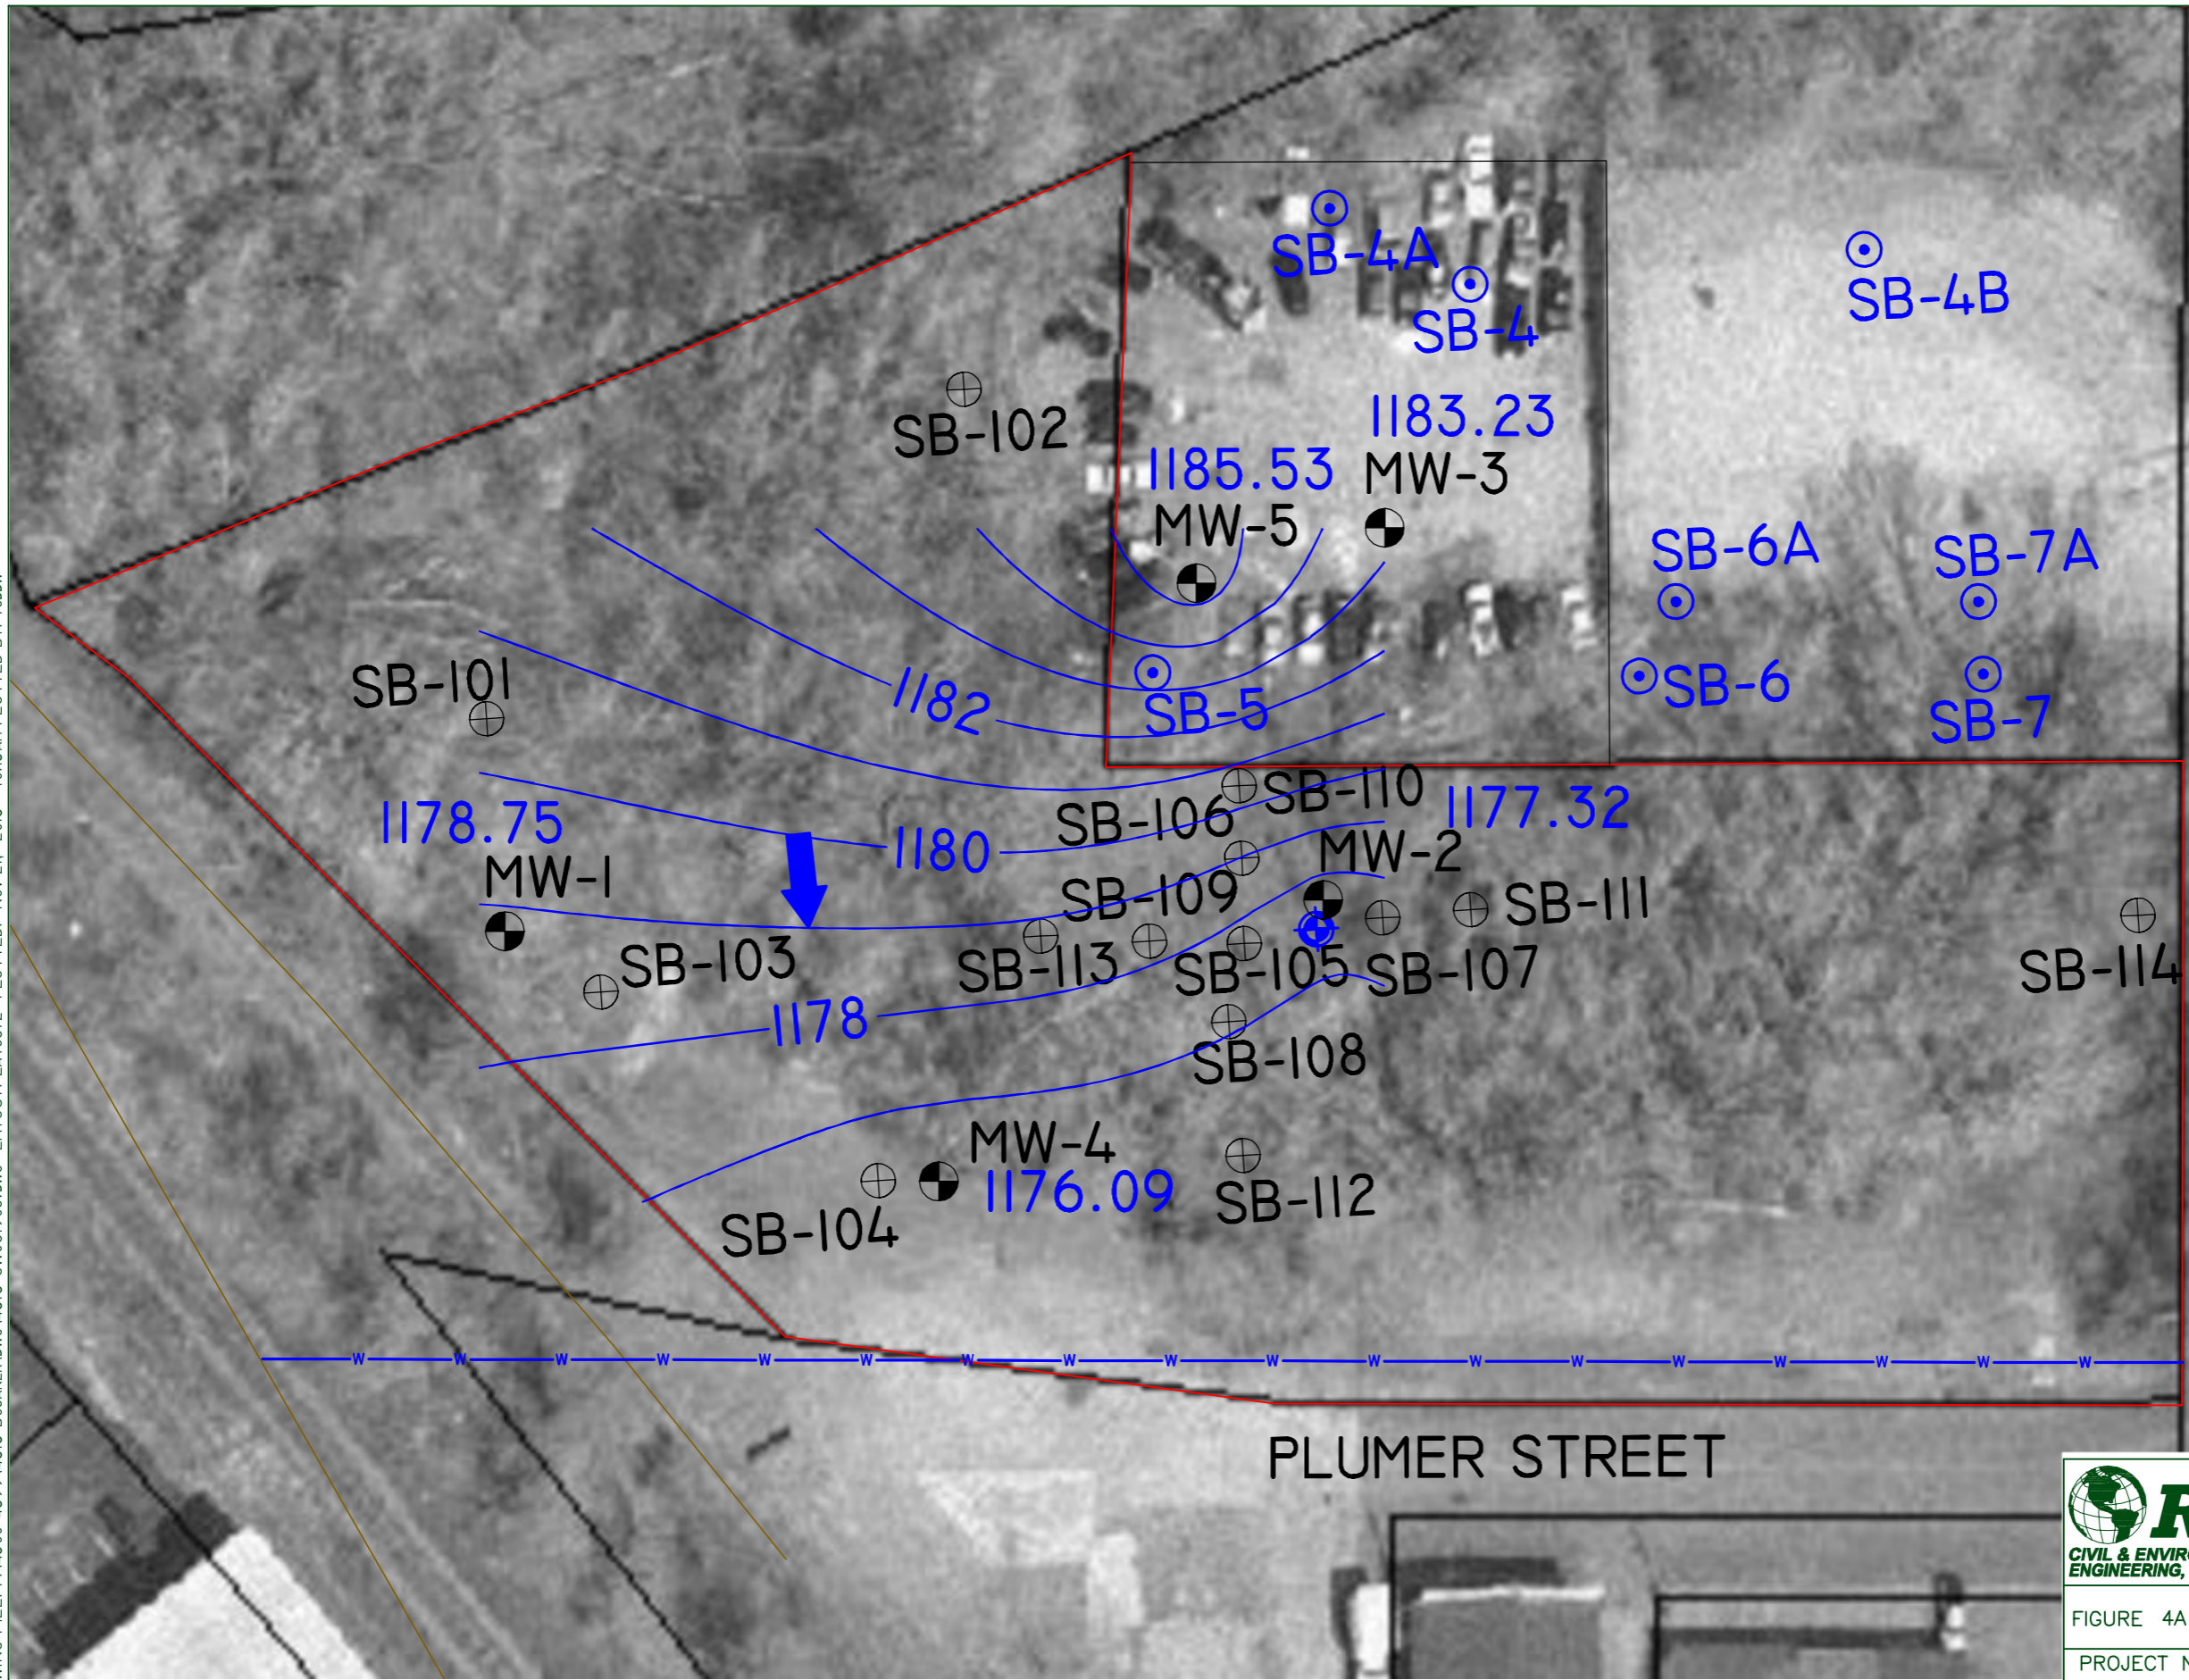 SB-4A
SB-4B
SB-4
SB-102
1183.23
1185.53
MW-3
MW-5
SB-6A
SB-7A
SB-101
1182
SB-5
SB-6
SB-7
1178.75
SB-106
SB-110
1177.32
1180
MW-2
MW-1
SB-109
SB-111
SB-103
SB-113
SB-105
SB-107
SB-114
1178
SB-108
MW-4
1176.09
SB-112
SB-104
W W W W W W W W W W W W W W W W W W
PLUMER STREET
R
CIVIL & ENVIR
ENGINEERING,
FIGURE 4A
PROJECT N